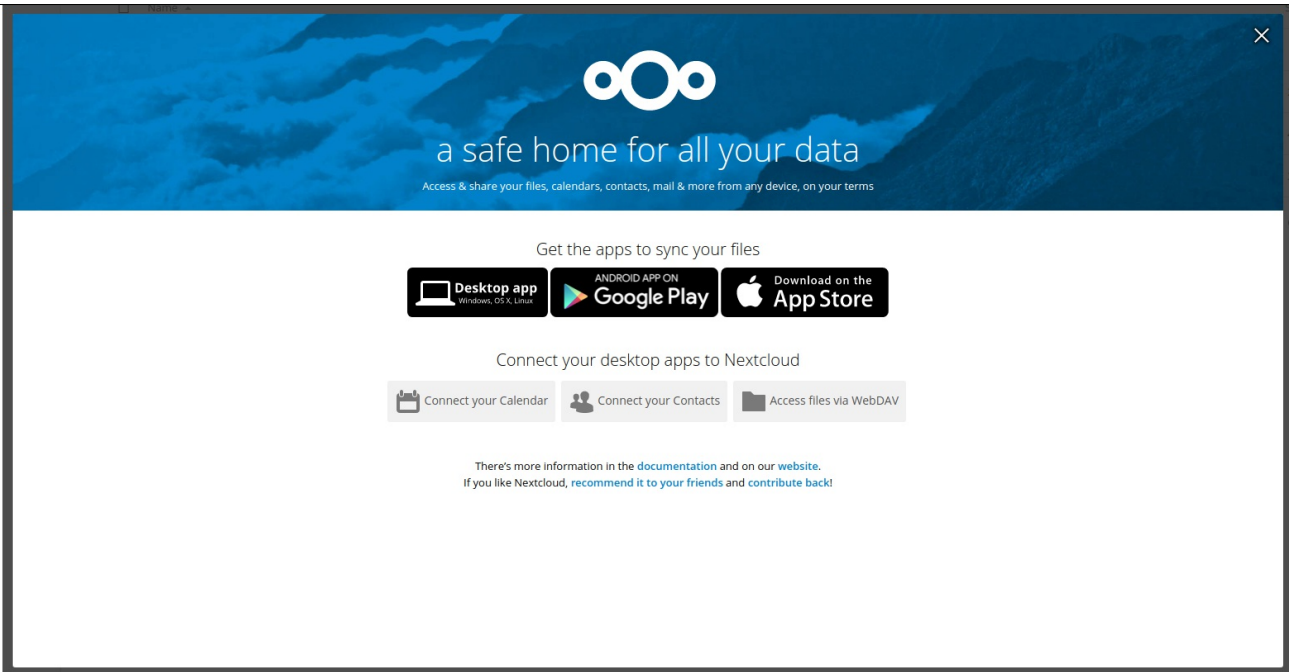 Name
a safe home for all your data
Access & share your files, calendars, contacts, mail & more from any device, on your terms
Get the apps to sync your files
Desktop app
Windows, OS X, Linux
ANDROID APP ON
Google Play
Download on the
App Store
Connect your desktop apps to Nextcloud
Connect your Calendar
Connect your Contacts
Access files via WebDAV
There's more information in the documentation and on our website.
If you like Nextcloud, recommend it to your friends and contribute back!